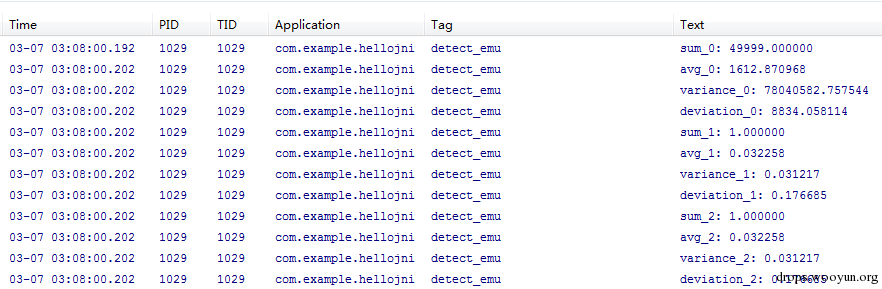 Time PID TID Application Tag Text
03-07 03:08:00.192 1029 1029 com.example.hellojni detect_emu sum_0: 49999.000000
03-07 03:08:00.202 1029 1029 com.example.hellojni detect_emu avg_0: 1612.870968
03-07 03:08:00.202 1029 1029 com.example.hellojni detect_emu variance_0: 78040582.757544
03-07 03:08:00.202 1029 1029 com.example.hellojni detect_emu deviation_0: 8834.058114
03-07 03:08:00.202 1029 1029 com.example.hellojni detect_emu sum_1: 1.000000
03-07 03:08:00.202 1029 1029 com.example.hellojni detect_emu avg_1: 0.032258
03-07 03:08:00.202 1029 1029 com.example.hellojni detect_emu variance_1: 0.031217
03-07 03:08:00.202 1029 1029 com.example.hellojni detect_emu deviation_1: 0.176685
03-07 03:08:00.202 1029 1029 com.example.hellojni detect_emu sum_2: 1.000000
03-07 03:08:00.202 1029 1029 com.example.hellojni detect_emu avg_2: 0.032258
03-07 03:08:00.202 1029 1029 com.example.hellojni detect_emu variance_2: 0.031217
03-07 03:08:00.202 1029 1029 com.example.hellojni detect_emu deviation_2:
drops.wooyun.org